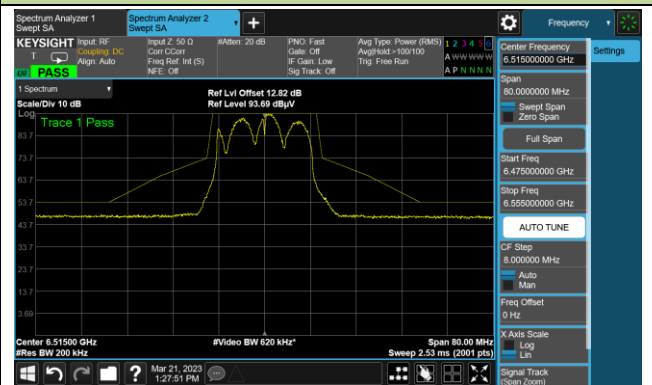 Spectrum Analyzer 1
Swept SA
Spectrum Analyzer 2
Swept SA
Frequency
KEYSIGHT
T
PASS
Input: RF
Coupling: DC
Align: Auto
Input Z: 50 Ω
Corr CCorr
Freq Ref: Int (S)
NFE: Off
#Atten: 20 dB
PNO: Fast
Gate: Off
IF Gain: Low
Sig Track: Off
Avg Type: Power (RMS)
Avg|Hold:>100/100
Trig: Free Run
1 2 3 4 5 6
A W W W W W
A P N N N N
1 Spectrum
Scale/Div 10 dB
Ref Lvl Offset 12.82 dB
Ref Level 93.69 dBµV
Log
Trace 1 Pass
83.7
73.7
63.7
53.7
43.7
33.7
23.7
13.7
3.69
Center 6.51500 GHz
#Res BW 200 kHz
#Video BW 620 kHz*
Span 80.00 MHz
Sweep 2.53 ms (2001 pts)
Center Frequency
6.515000000 GHz
Settings
Span
80.0000000 MHz
Swept Span
Zero Span
Full Span
Start Freq
6.475000000 GHz
Stop Freq
6.555000000 GHz
AUTO TUNE
CF Step
8.000000 MHz
Auto
Man
Freq Offset
0 Hz
X Axis Scale
Log
Lin
Signal Track
(Span Zoom)
Mar 21, 2023
1:27:51 PM